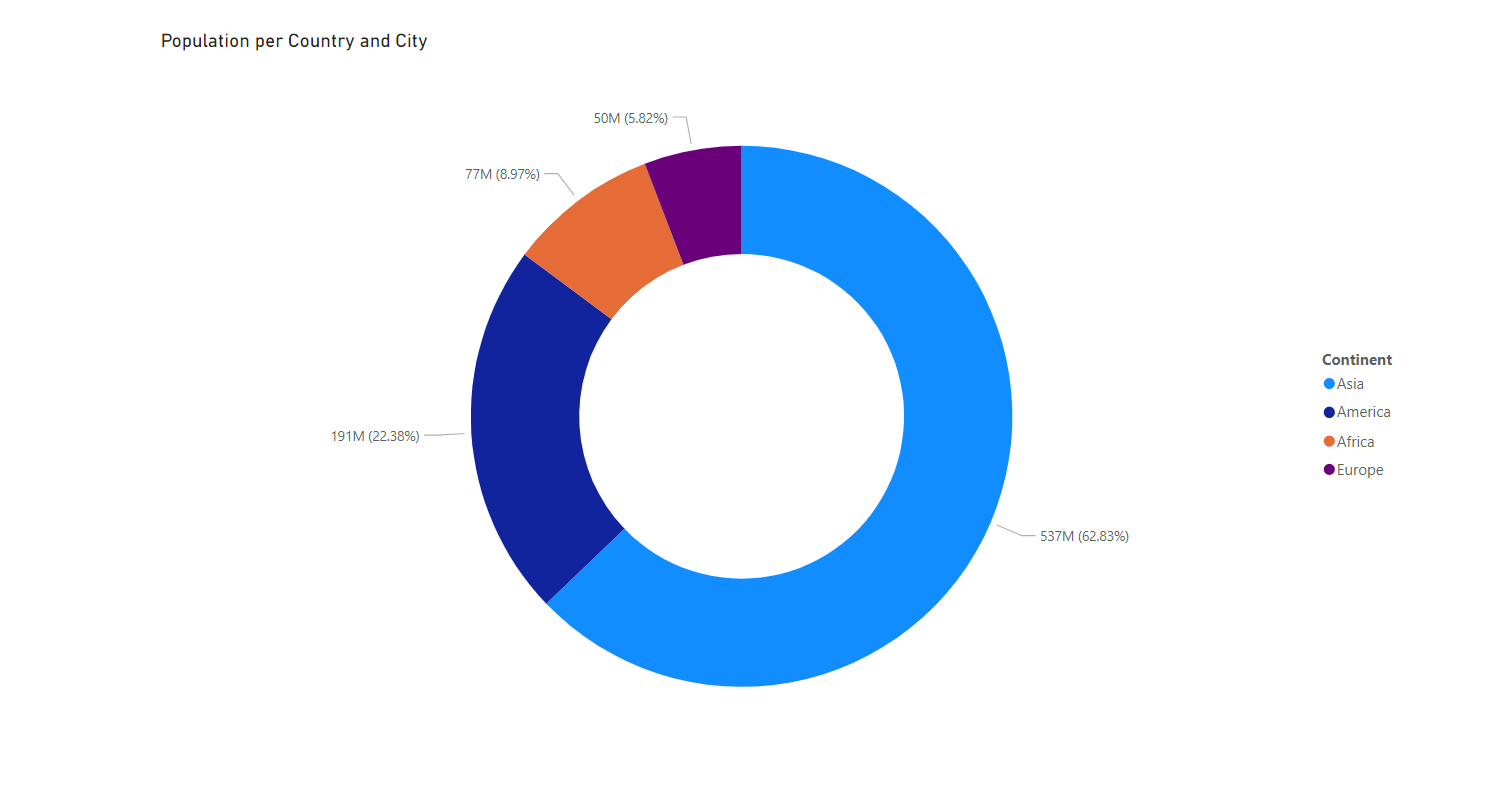 Population per Country and City
50M (5.82%)
77M (8.97%)
191M (22.38%)
537M (62.83%)
Continent
Asia
America
Africa
Europe